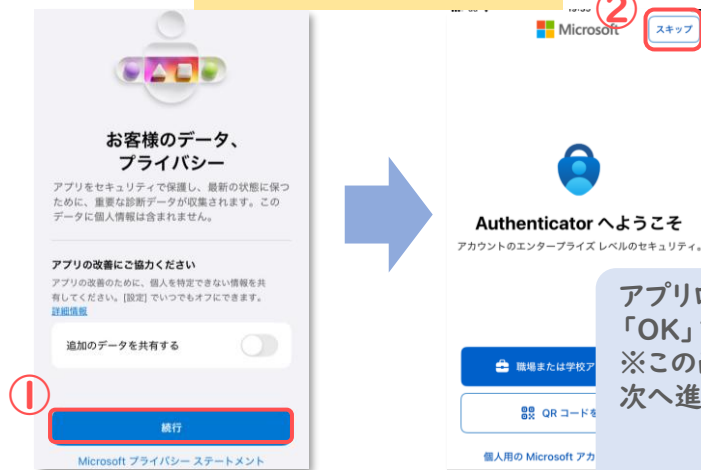 お客様のデータ、
プライバシー
アプリをセキュリティで保護し、最新の状態に保つ
ために、重要な診断データが収集されます。この
データに個人情報は含まれません。
アプリの改善にご協力ください
アプリの改善のために、個人を特定できない情報を共
有してください。[設定] でいつでもオフにできます。
詳細情報
追加のデータを共有する
①
続行
Microsoft プライバシー ステートメント
②
Microsoft
スキップ
Authenticator へようこそ
アカウントのエンタープライズ レベルのセキュリティ。
職場または学校ア
QR コードを
個人用の Microsoft アカ
アプリ
「OK」
※この
次へ進